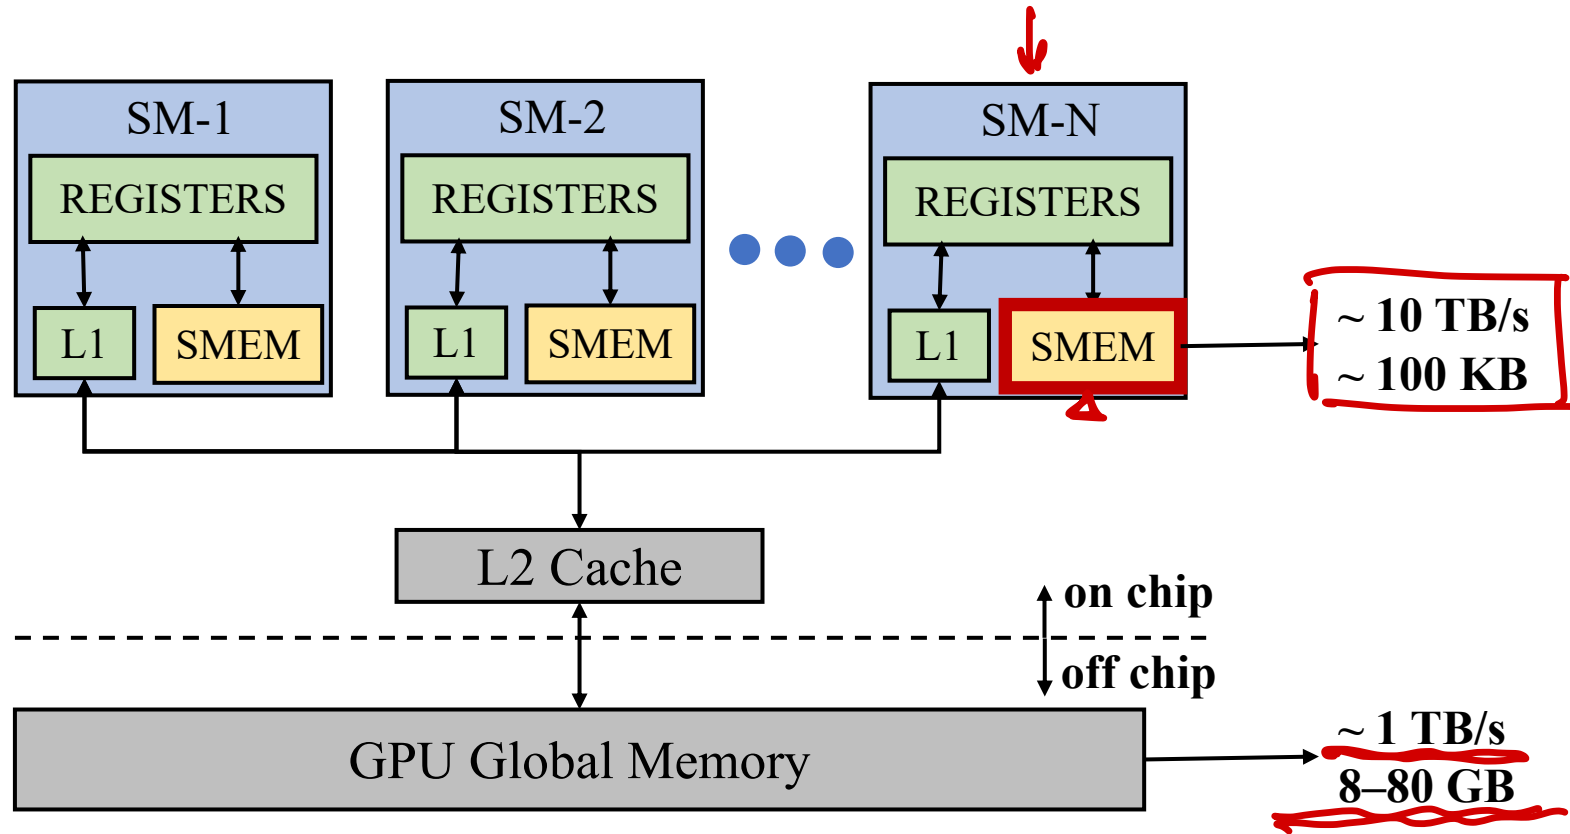 SM-1
REGISTERS
L1
SMEM
SM-2
REGISTERS
L1
SMEM
SM-N
REGISTERS
L1
SMEM
~ 10 TB/s
~ 100 KB
L2 Cache
on chip
off chip
GPU Global Memory
~ 1 TB/s
8–80 GB